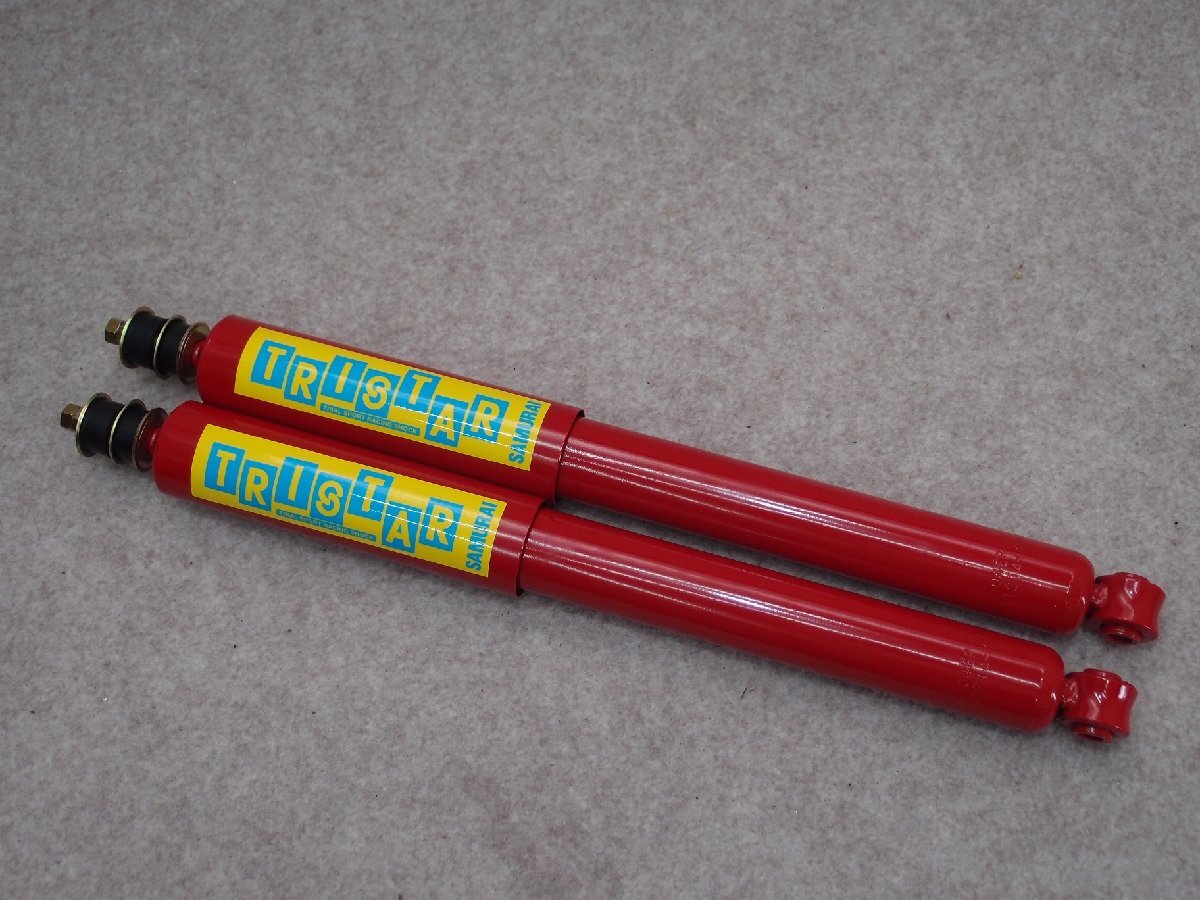 TRISTAR
TRIAL SPORT RACING SHOCK
SAMURAI
TRISTAR
TRIAL SPORT RACING SHOCK
SAMURAI